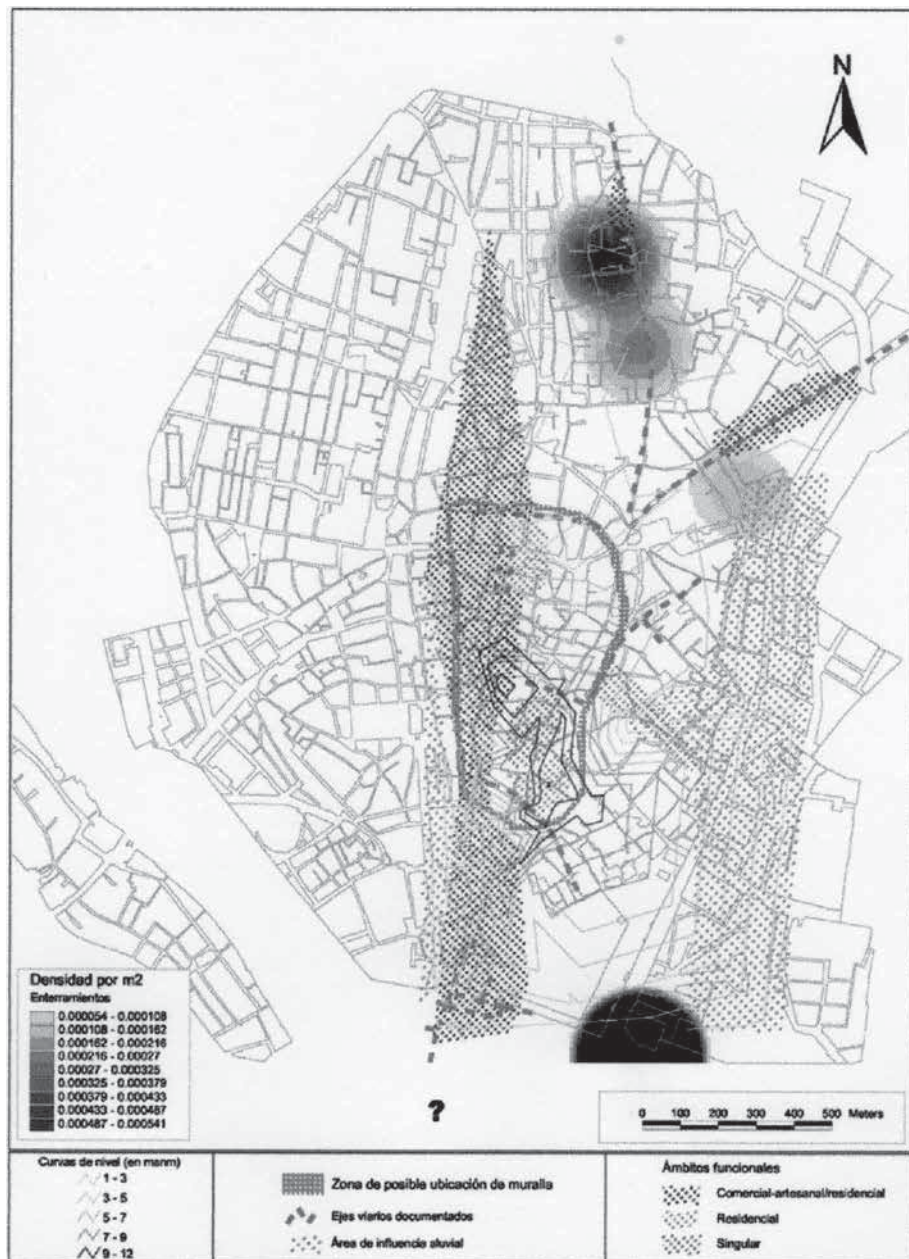 N
Densidad por m2
Enterramientos
0.000054 - 0.000108
0.000108 - 0.000162
0.000162 - 0.000216
0.000216 - 0.00027
0.00027 - 0.000325
0.000325 - 0.000379
0.000379 - 0.000433
0.000433 - 0.000487
0.000487 - 0.000541
?
0 100 200 300 400 500 Meters
Curvas de nivel (en msnm)
1 - 3
3 - 5
5 - 7
7 - 9
9 - 12
Zona de posible ubicación de muralla
Ejes viarios documentados
Área de influencia aluvial
Ámbitos funcionales
Comercial-artesanal/residencial
Residencial
Singular